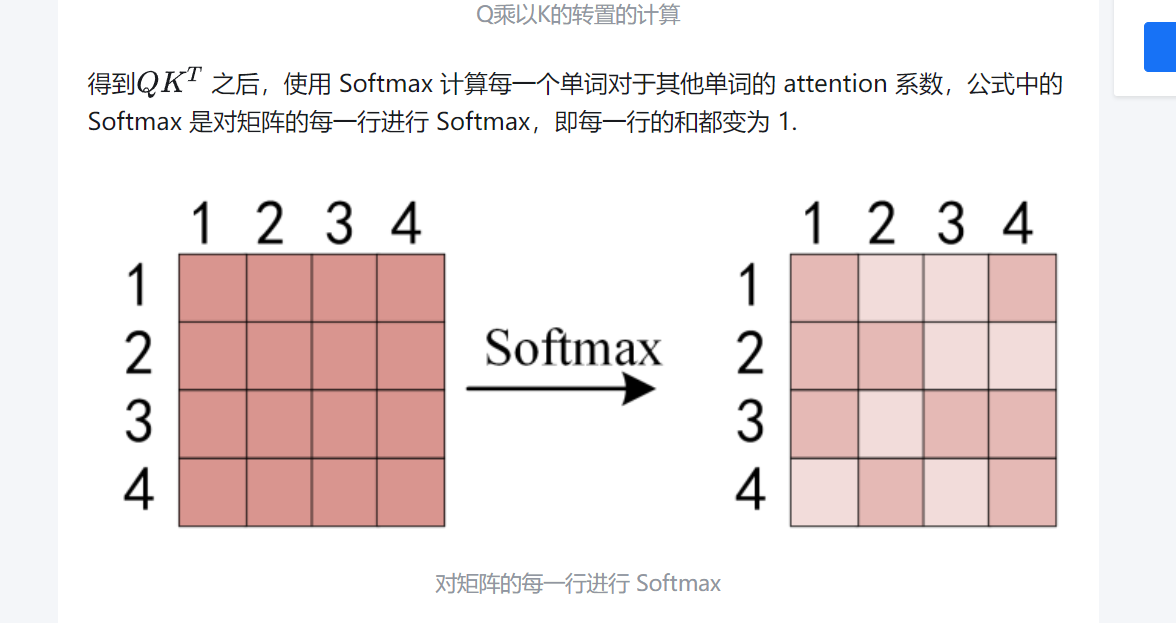 Q乘以K的转置的计算
得到QK^T 之后，使用 Softmax 计算每一个单词对于其他单词的 attention 系数，公式中的
Softmax 是对矩阵的每一行进行 Softmax，即每一行的和都变为 1.
1 2 3 4 1 2 3 4
1 1
2 Softmax 2
3 3
4 4
对矩阵的每一行进行 Softmax